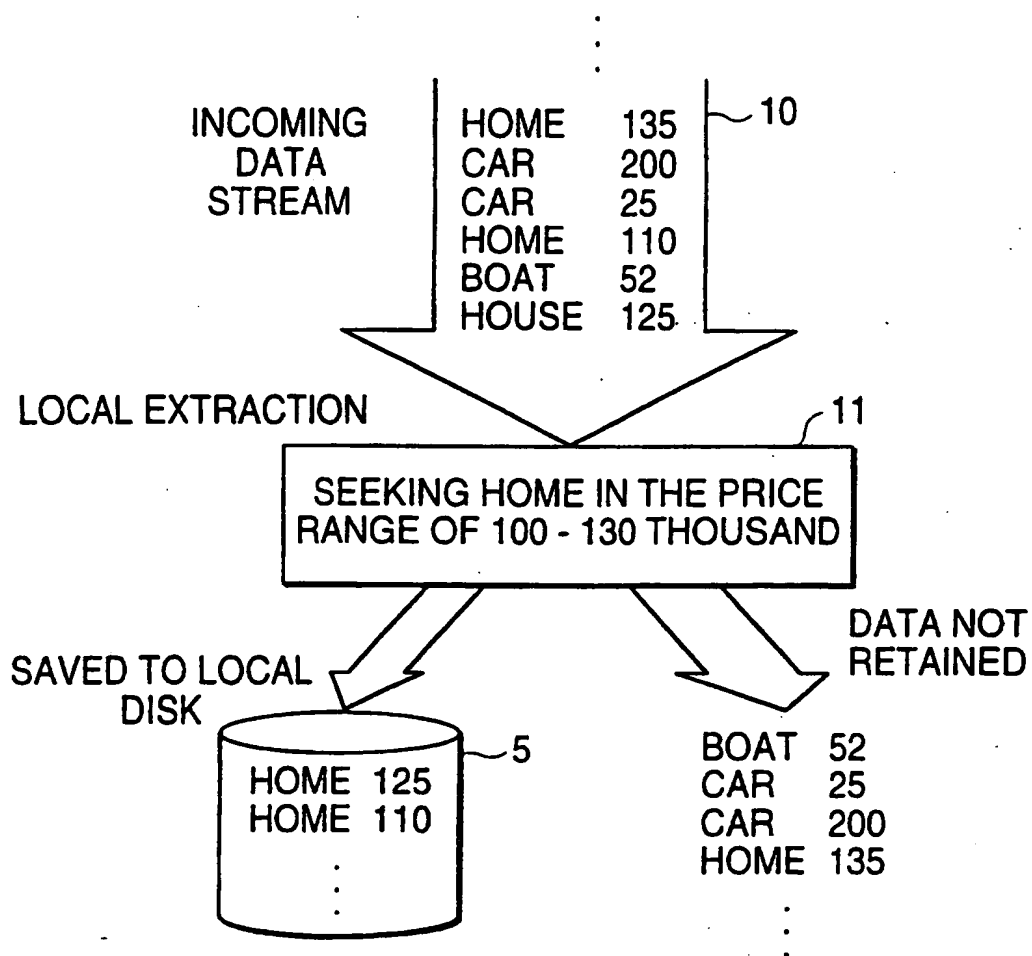 INCOMING
DATA
STREAM
HOME 135
CAR 200
CAR 25
HOME 110
BOAT 52
HOUSE 125
10
LOCAL EXTRACTION
11
SEEKING HOME IN THE PRICE
RANGE OF 100 - 130 THOUSAND
SAVED TO LOCAL
DISK
DATA NOT
RETAINED
5
HOME 125
HOME 110
BOAT 52
CAR 25
CAR 200
HOME 135